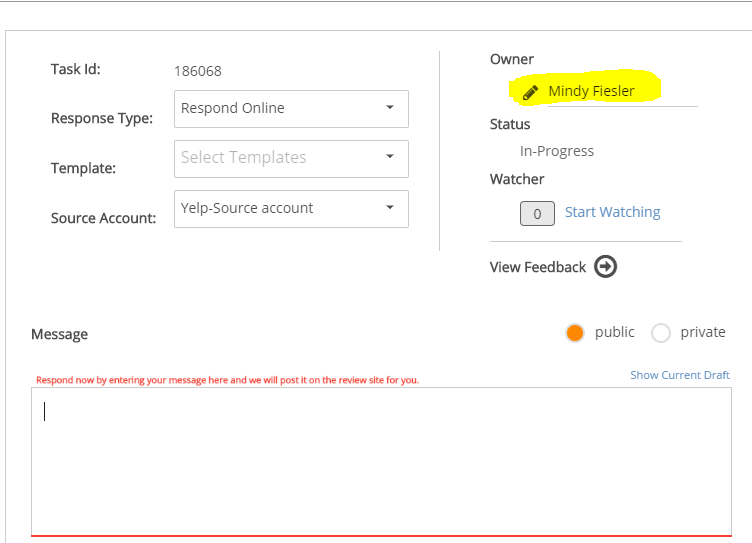 Task Id: 186068
Response Type: Respond Online
Template: Select Templates
Source Account: Yelp-Source account
Owner
Mindy Fiesler
Status
In-Progress
Watcher
0 Start Watching
View Feedback
Message
public private
Respond now by entering your message here and we will post it on the review site for you.
Show Current Draft